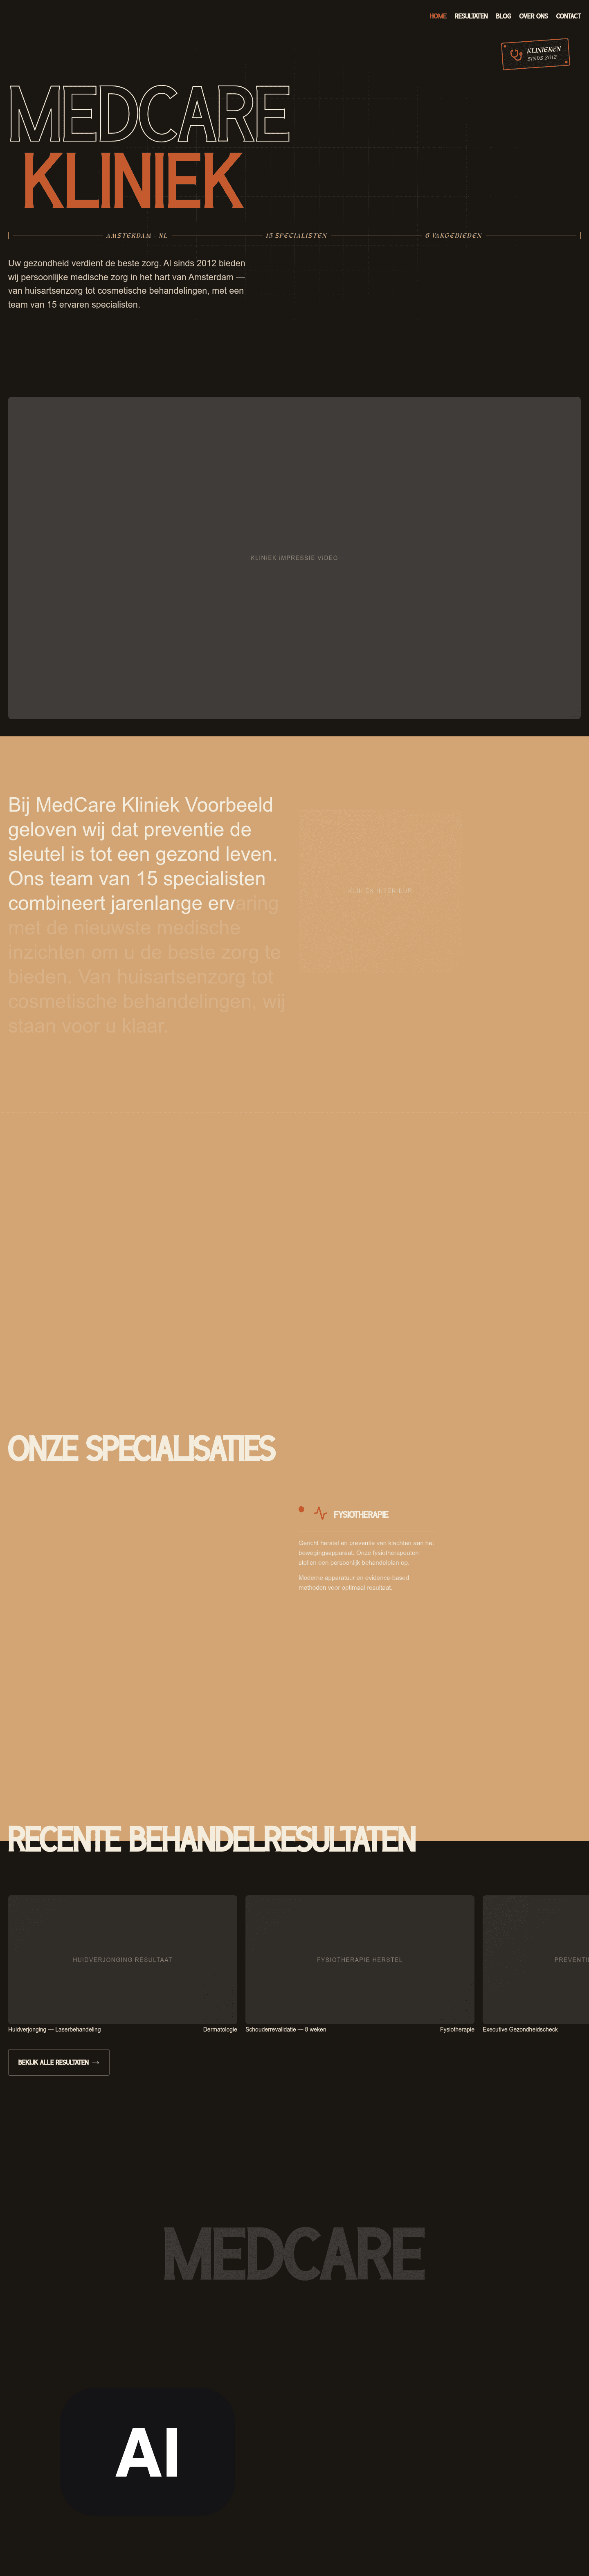 HOME RESULTATEN BLOG OVER ONS CONTACT
KLINIEKEN
SINDS 2012
MEDCARE
KLINIEK
AMSTERDAM NL 15 SPECIALISTEN 6 VAKGEBIEDEN
Uw gezondheid verdient de beste zorg. Al sinds 2012 bieden
wij persoonlijke medische zorg in het hart van Amsterdam —
van huisartsenzorg tot cosmetische behandelingen, met een
team van 15 ervaren specialisten.
KLINIEK IMPRESSIE VIDEO
Bij MedCare Kliniek Voorbeeld
geloven wij dat preventie de
sleutel is tot een gezond leven.
Ons team van 15 specialisten
combineert jarenlange ervaring
met de nieuwste medische
inzichten om u de beste zorg te
bieden. Van huisartsenzorg tot
cosmetische behandelingen, wij
staan voor u klaar.
KLINIEK INTERIEUR
ONZE SPECIALISATIES
FYSIOTHERAPIE
Gericht herstel en preventie van klachten aan het
bewegingsapparaat. Onze fysiotherapeuten
stellen een persoonlijk behandelplan op.
Moderne apparatuur en evidence-based
methoden voor optimaal resultaat.
RECENTE BEHANDELRESULTATEN
HUIDVERJONGING RESULTAAT
FYSIOTHERAPIE HERSTEL
PREVENTI
Huidverjonging — Laserbehandeling Dermatologie
Schouderrevalidatie — 8 weken Fysiotherapie
Executive Gezondheidscheck
BEKIJK ALLE RESULTATEN →
MEDCARE
AI